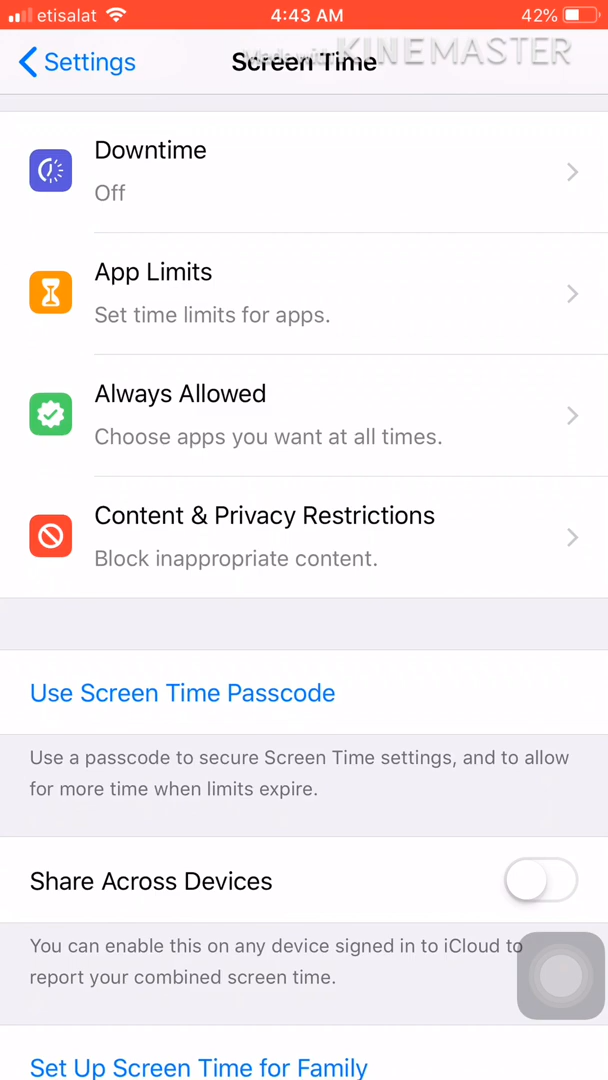 etisalat
4:43 AM
42%
Settings
Screen Time
Made with KINEMASTER
Downtime
Off
App Limits
Set time limits for apps.
Always Allowed
Choose apps you want at all times.
Content & Privacy Restrictions
Block inappropriate content.
Use Screen Time Passcode
Use a passcode to secure Screen Time settings, and to allow
for more time when limits expire.
Share Across Devices
You can enable this on any device signed in to iCloud to
report your combined screen time.
Set Up Screen Time for Family